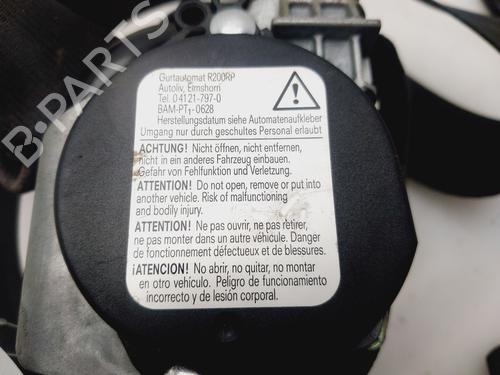 Gurtautomat R200RP
Autoliv, Elmshorn
Tel. 04121-797-0
BAM-PT1-0628
Herstellungsdatum siehe Automatenaufkleber
Umgang nur durch geschultes Personal erlaubt
ACHTUNG! Nicht öffnen, nicht entfernen,
nicht in ein anderes Fahrzeug einbauen.
Gefahr von Fehlfunktion und Verletzung.
ATTENTION! Do not open, remove or put into
another vehicle. Risk of malfunctioning
and bodily injury.
ATTENTION! Ne pas ouvrir, ne pas retirer,
ne pas monter dans un autre véhicule. Danger
de fonctionnement défectueux et de blessures.
¡ATENCION! No abrir, no quitar, no montar
en otro vehículo. Peligro de funcionamiento
incorrecto y de lesión corporal.
B-PARTS